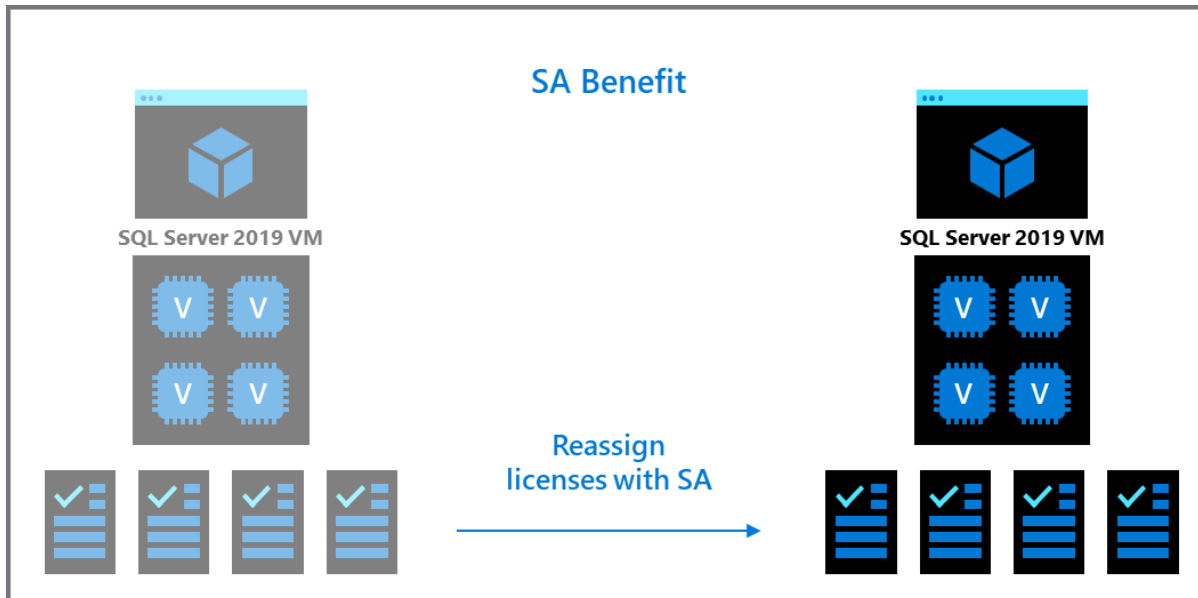 SA Benefit
SQL Server 2019 VM
V V
V V
SQL Server 2019 VM
V V
V V
Reassign
licenses with SA